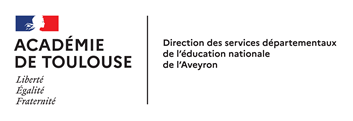 ACADÉMIE
DE TOULOUSE
Liberté
Égalité
Fraternité
Direction des services départementaux
de l'éducation nationale
de l'Aveyron